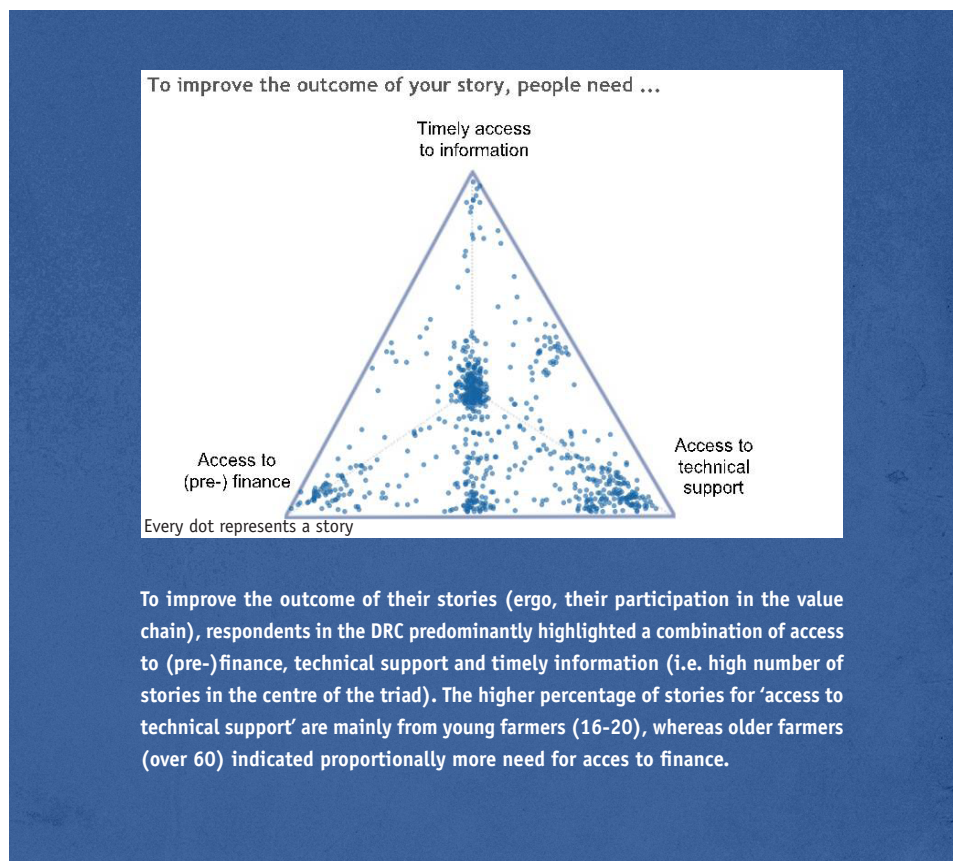 To improve the outcome of your story, people need ...
Timely access
to information
Access to
(pre-) finance
Access to
technical
support
Every dot represents a story
To improve the outcome of their stories (ergo, their participation in the value
chain), respondents in the DRC predominantly highlighted a combination of access
to (pre-)finance, technical support and timely information (i.e. high number of
stories in the centre of the triad). The higher percentage of stories for ‘access to
technical support’ are mainly from young farmers (16-20), whereas older farmers
(over 60) indicated proportionally more need for acces to finance.